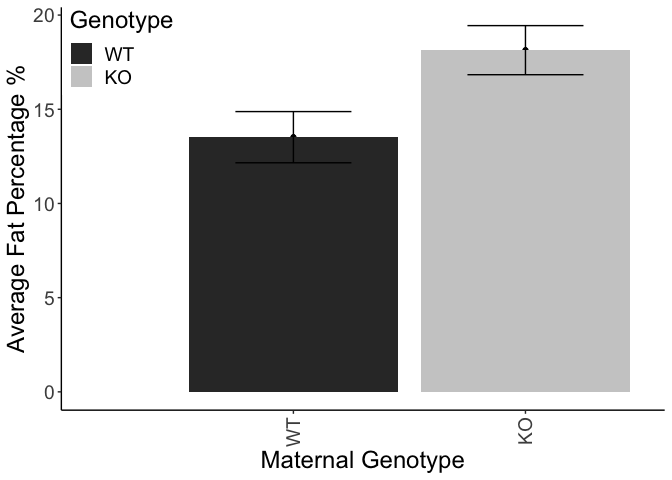 Genotype
WT
KO
20
15
10
5
0
Average Fat Percentage %
WT
KO
Maternal Genotype